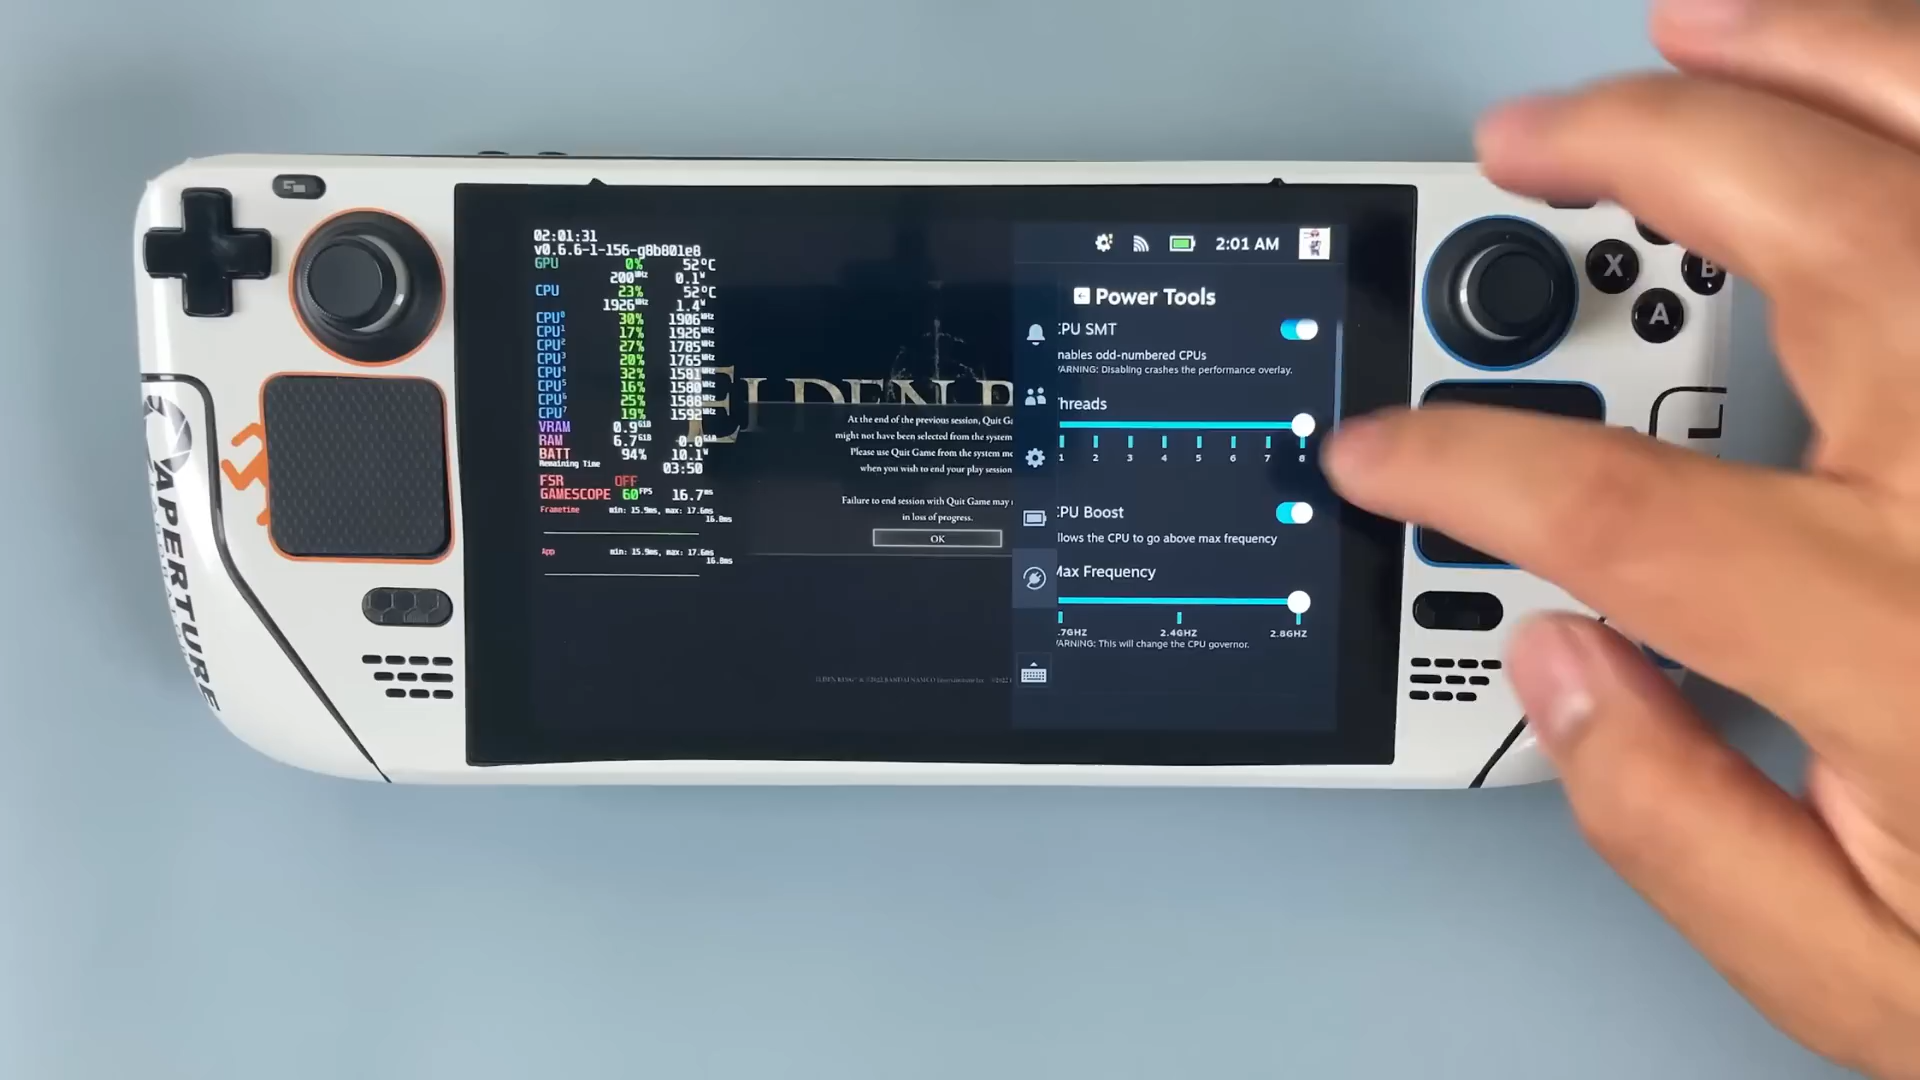 02:01:31
v0.6.6-1-156-g8b801e8
GPU 0% 52°C
200MHz 0.1W
CPU 23% 52°C
1926MHz 1.4W
CPU0 30% 1906MHz
CPU1 17% 1926MHz
CPU2 27% 1785MHz
CPU3 20% 1765MHz
CPU4 32% 1581MHz
CPU5 16% 1580MHz
CPU6 25% 1588MHz
CPU7 19% 1592MHz
VRAM 0.9GiB
RAM 6.7GiB 0.0GiB
BATT 94% 10.1W
Remaining Time 03:50
FSR OFF
GAMESCOPE 60FPS 16.7ms
Frametime min: 15.9ms, max: 17.6ms
16.8ms
App min: 15.9ms, max: 17.6ms
16.8ms
ELDEN R
At the end of the previous session, Quit Ga
might not have been selected from the system
Please use Quit Game from the system me
when you wish to end your play session
Failure to end session with Quit Game may
in loss of progress.
OK
2:01 AM
Power Tools
CPU SMT
nables odd-numbered CPUs
WARNING: Disabling crashes the performance overlay.
Threads
1 2 3 4 5 6 7 8
CPU Boost
llows the CPU to go above max frequency
Max Frequency
.7GHZ 2.4GHZ 2.8GHZ
WARNING: This will change the CPU governor.
APERTURE
X
B
A